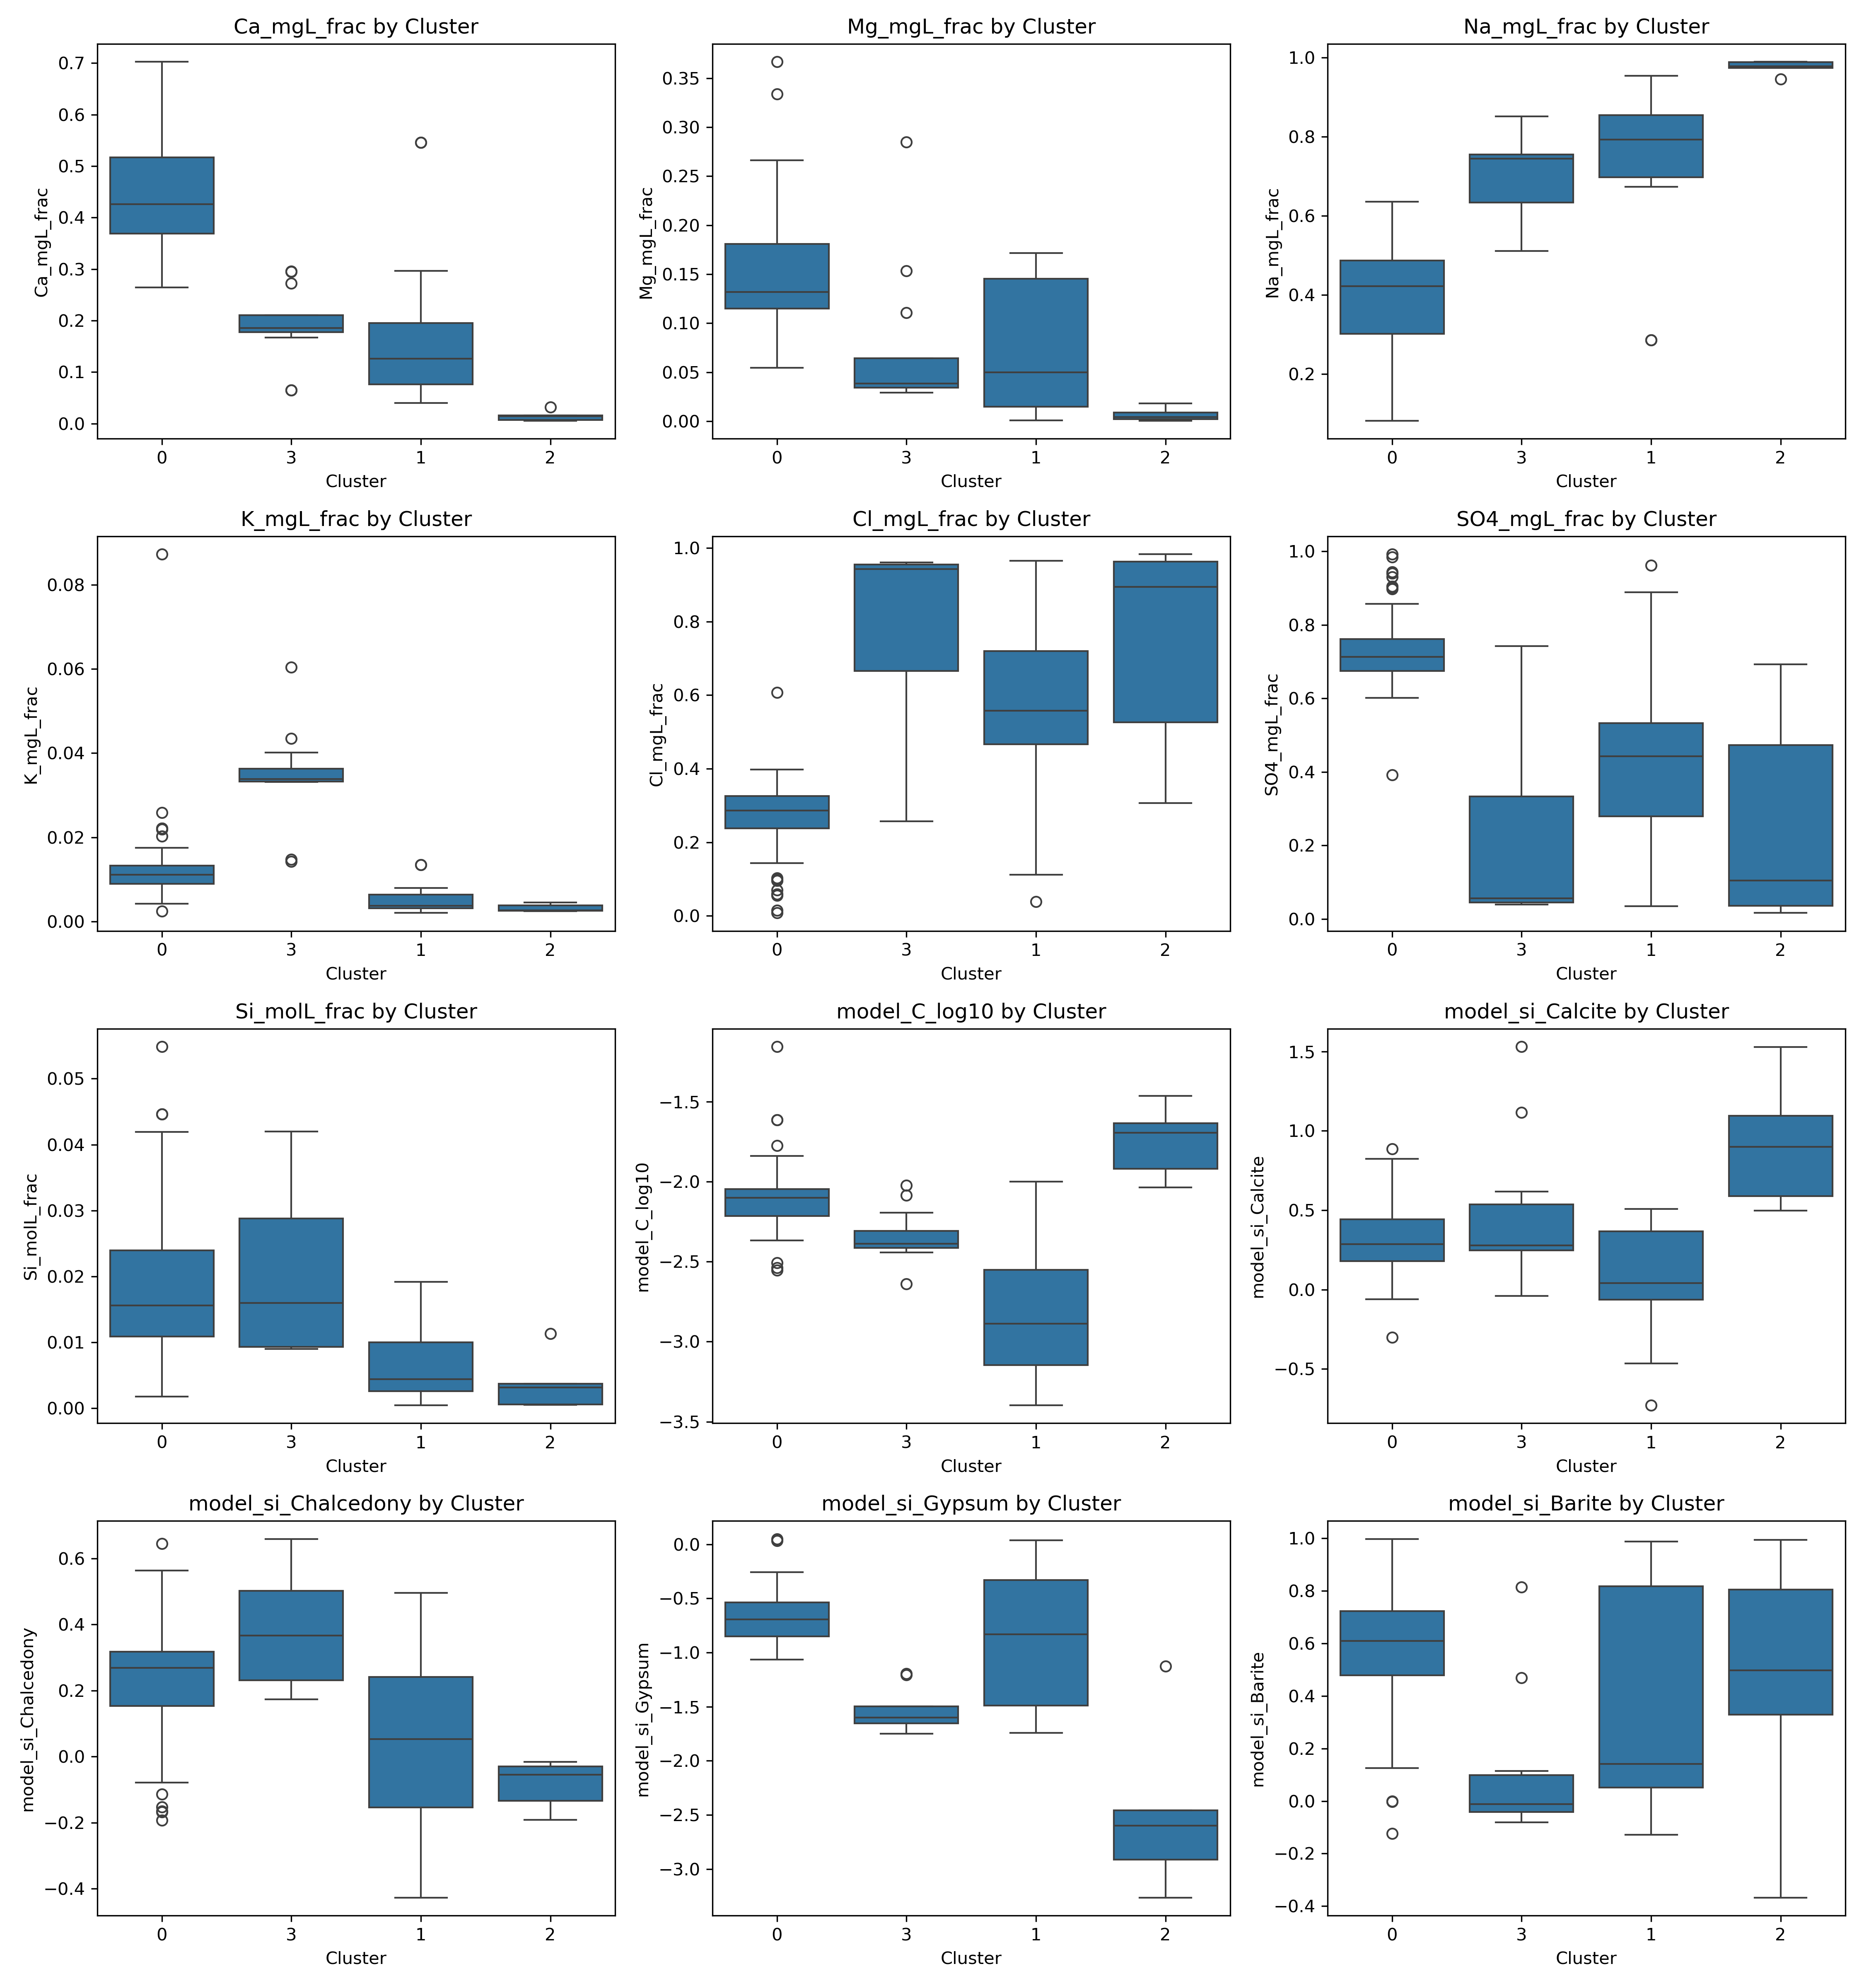 Ca_mgL_frac by Cluster
Ca_mgL_frac
0.7
0.6
0.5
0.4
0.3
0.2
0.1
0.0
0 3 1 2
Cluster
Mg_mgL_frac by Cluster
Mg_mgL_frac
0.35
0.30
0.25
0.20
0.15
0.10
0.05
0.00
0 3 1 2
Cluster
Na_mgL_frac by Cluster
Na_mgL_frac
1.0
0.8
0.6
0.4
0.2
0 3 1 2
Cluster
K_mgL_frac by Cluster
K_mgL_frac
0.08
0.06
0.04
0.02
0.00
0 3 1 2
Cluster
Cl_mgL_frac by Cluster
Cl_mgL_frac
1.0
0.8
0.6
0.4
0.2
0.0
0 3 1 2
Cluster
SO4_mgL_frac by Cluster
SO4_mgL_frac
1.0
0.8
0.6
0.4
0.2
0.0
0 3 1 2
Cluster
Si_molL_frac by Cluster
Si_molL_frac
0.05
0.04
0.03
0.02
0.01
0.00
0 3 1 2
Cluster
model_C_log10 by Cluster
model_C_log10
−1.5
−2.0
−2.5
−3.0
−3.5
0 3 1 2
Cluster
model_si_Calcite by Cluster
model_si_Calcite
1.5
1.0
0.5
0.0
−0.5
0 3 1 2
Cluster
model_si_Chalcedony by Cluster
model_si_Chalcedony
0.6
0.4
0.2
0.0
−0.2
−0.4
0 3 1 2
Cluster
model_si_Gypsum by Cluster
model_si_Gypsum
0.0
−0.5
−1.0
−1.5
−2.0
−2.5
−3.0
0 3 1 2
Cluster
model_si_Barite by Cluster
model_si_Barite
1.0
0.8
0.6
0.4
0.2
0.0
−0.2
−0.4
0 3 1 2
Cluster